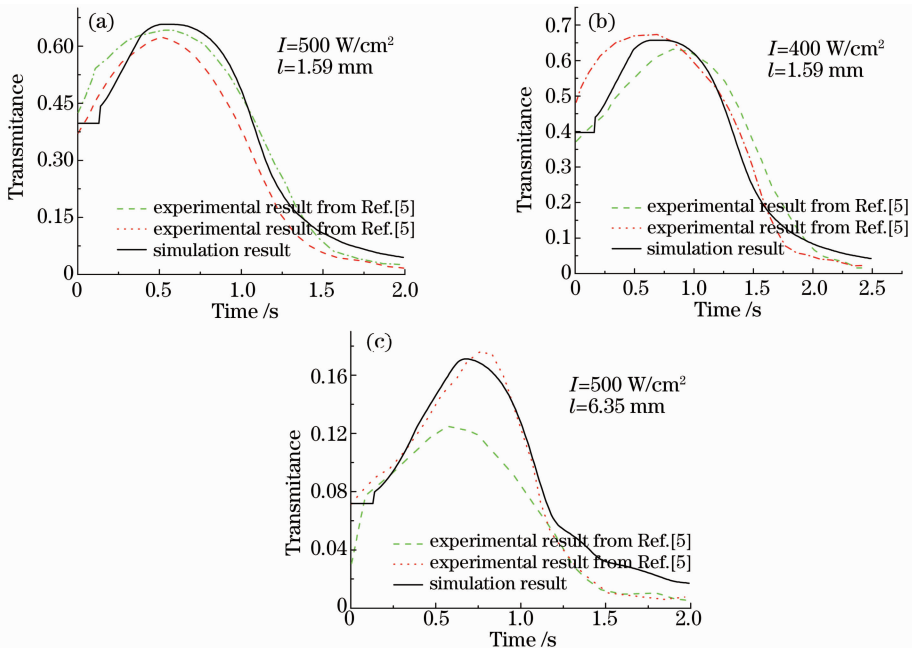 (a)
I=500 W/cm²
l=1.59 mm
Transmitance
0.60
0.45
0.30
0.15
0
experimental result from Ref.[5]
experimental result from Ref.[5]
simulation result
0 0.5 1.0 1.5 2.0
Time /s
(b)
I=400 W/cm²
l=1.59 mm
Transmitance
0.7
0.6
0.5
0.4
0.3
0.2
0.1
0
experimental result from Ref.[5]
experimental result from Ref.[5]
simulation result
0 0.5 1.0 1.5 2.0 2.5
Time /s
(c)
I=500 W/cm²
l=6.35 mm
Transmitance
0.16
0.12
0.08
0.04
0
experimental result from Ref.[5]
experimental result from Ref.[5]
simulation result
0 0.5 1.0 1.5 2.0
Time /s